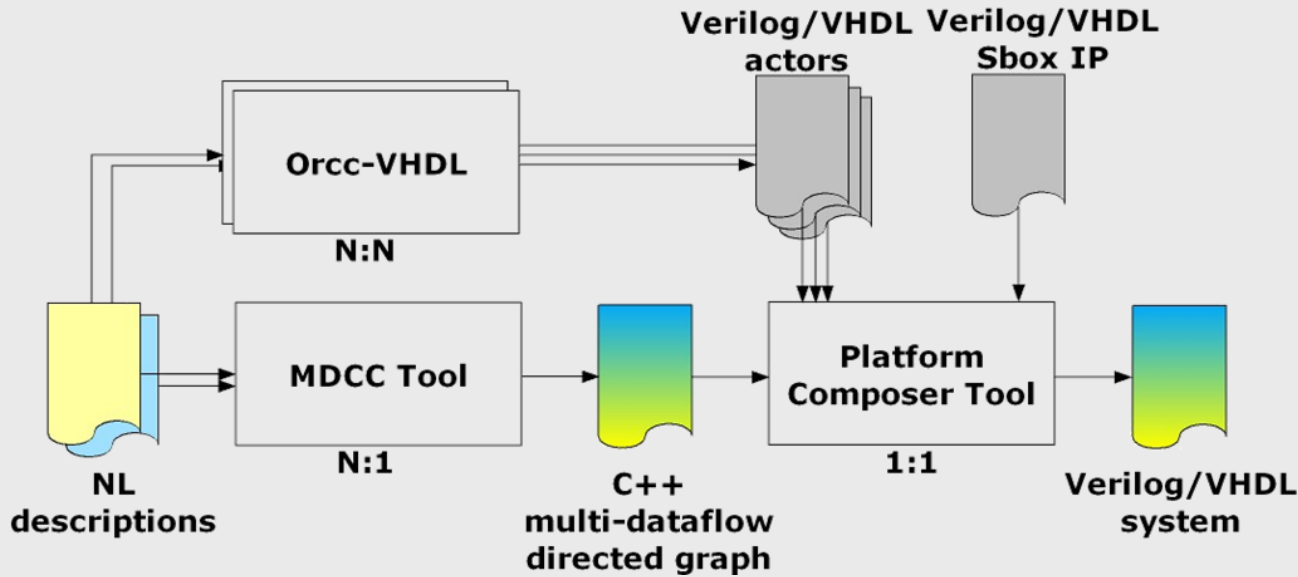 Verilog/VHDL
actors
Verilog/VHDL
Sbox IP
Orcc-VHDL
N:N
MDCC Tool
N:1
Platform
Composer Tool
1:1
NL
descriptions
C++
multi-dataflow
directed graph
Verilog/VHDL
system